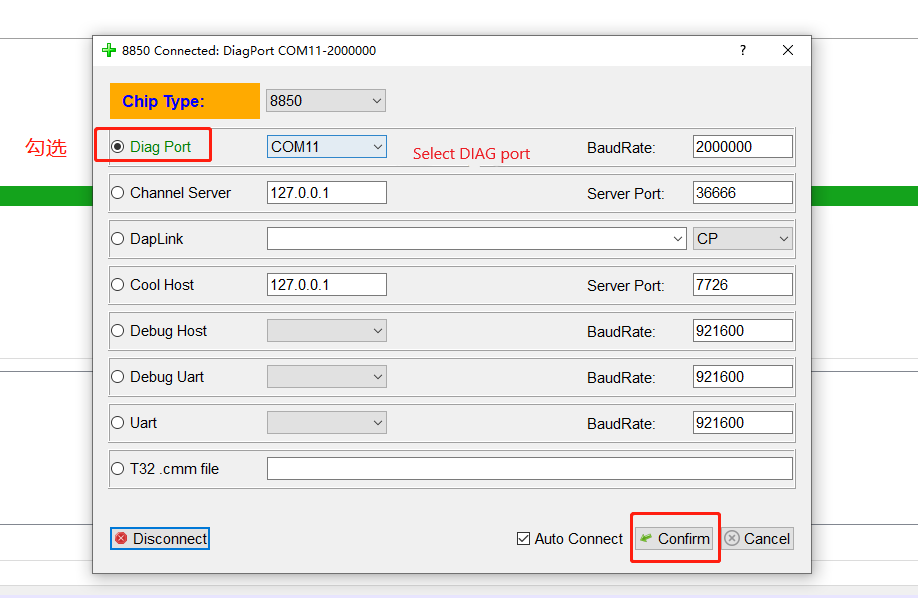 8850 Connected: DiagPort COM11-2000000 ?
Chip Type: 8850
勾选 Diag Port COM11 Select DIAG port BaudRate: 2000000
Channel Server 127.0.0.1 Server Port: 36666
DapLink CP
Cool Host 127.0.0.1 Server Port: 7726
Debug Host BaudRate: 921600
Debug Uart BaudRate: 921600
Uart BaudRate: 921600
T32 .cmm file
Disconnect Auto Connect Confirm Cancel